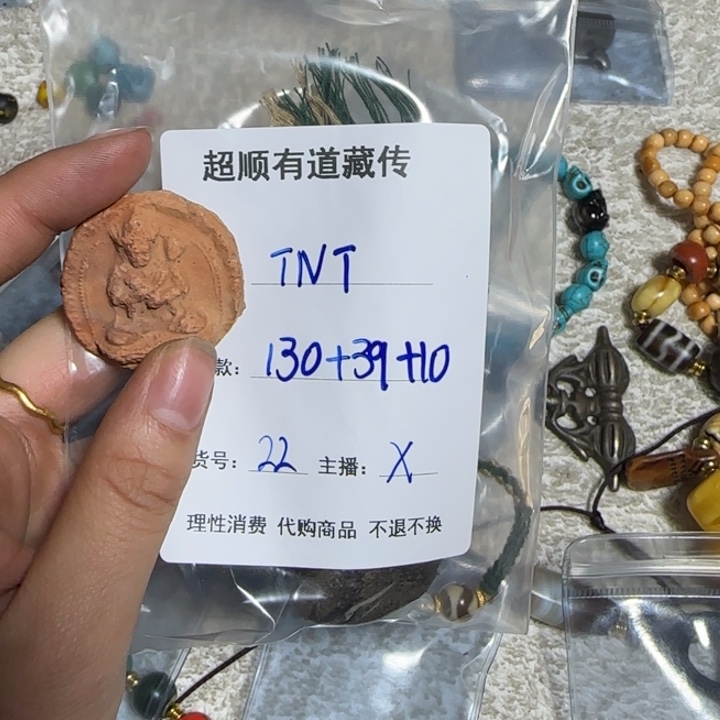 超顺有道藏传
TNT
款: 130+39+10
货号: 22 主播: X
理性消费 代购商品 不退不换